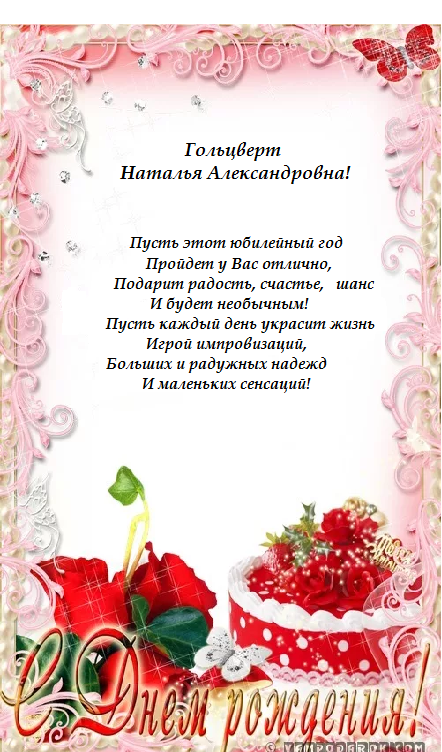 Гольцверт
Наталья Александровна!
Пусть этот юбилейный год
Пройдет у Вас отлично,
Подарит радость, счастье, шанс
И будет необычным!
Пусть каждый день украсит жизнь
Игрой импровизаций,
Больших и радужных надежд
И маленьких сенсаций!
С Днем рождения!